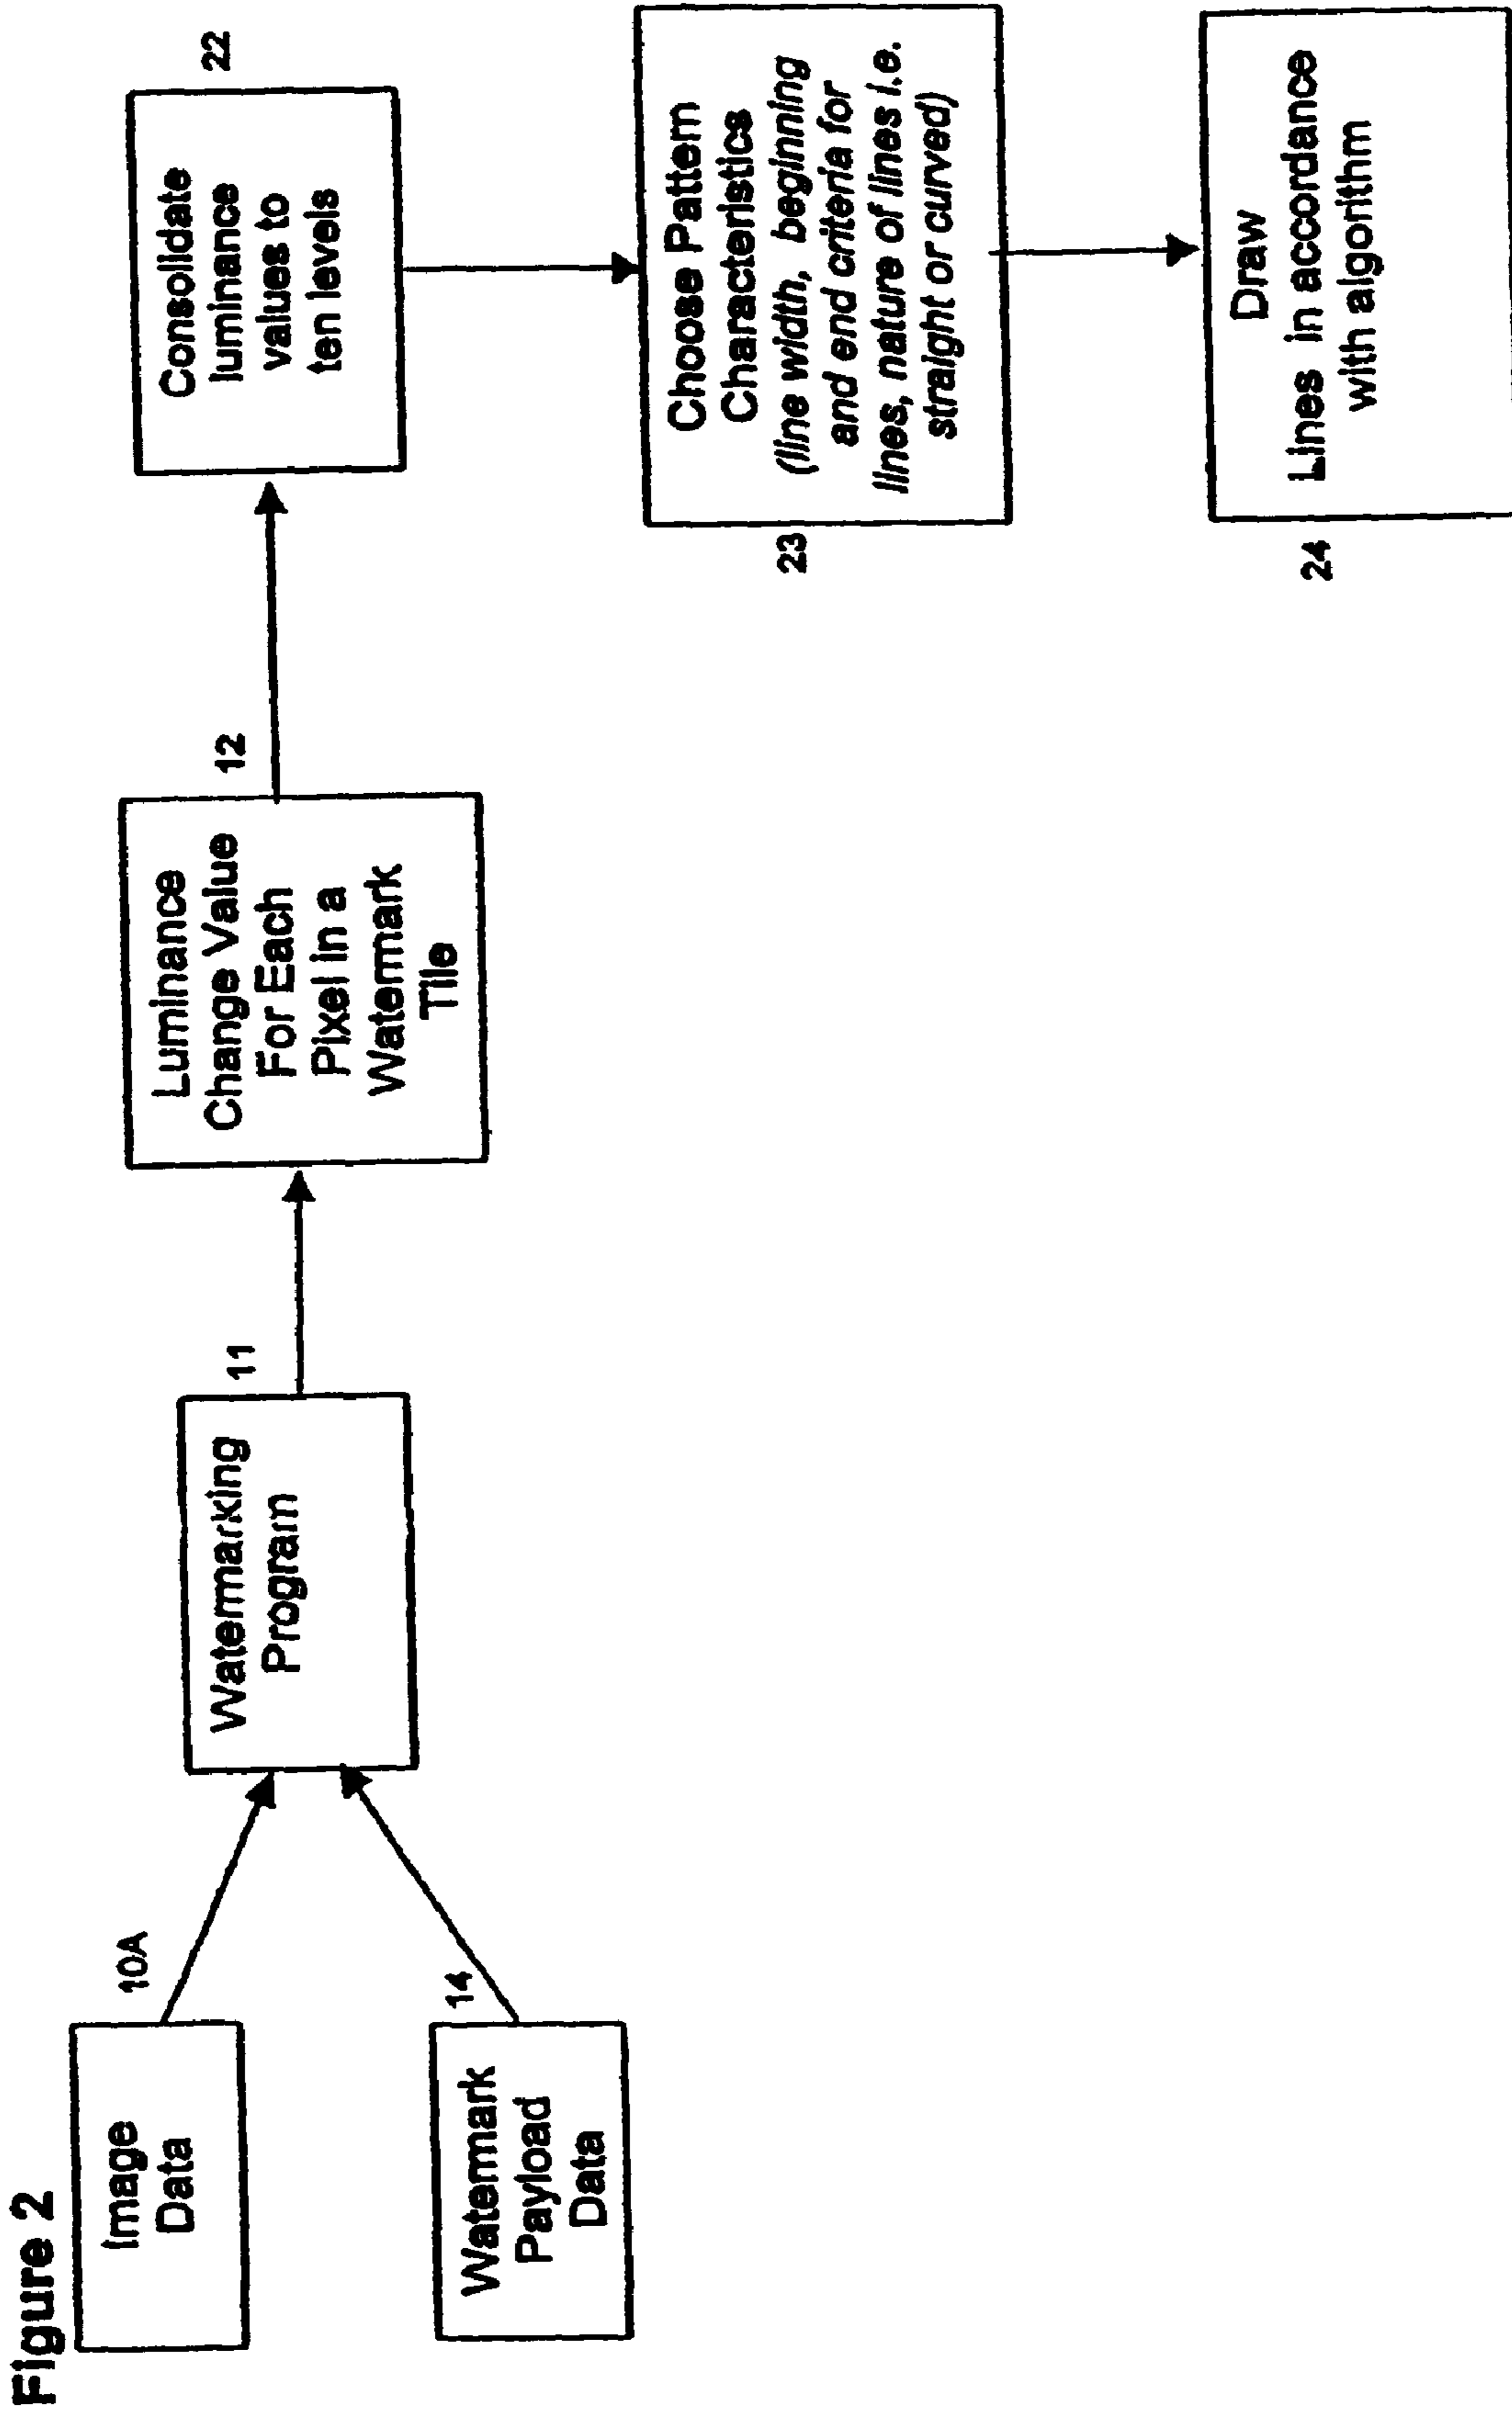 Figure 2
Image
Data
10A
Watermark
Payload
Data
14
Watermarking
Program
11
Luminance
Change Value
For Each
Pixel in a
Watermark
Tile
12
Consolidate
luminance
values to
ten levels
22
Choose Pattern
Characteristics
(line width, beginning
and end criteria for
lines, nature of lines i.e.
straight or curved)
23
Draw
Lines in accordance
with algorithm
24